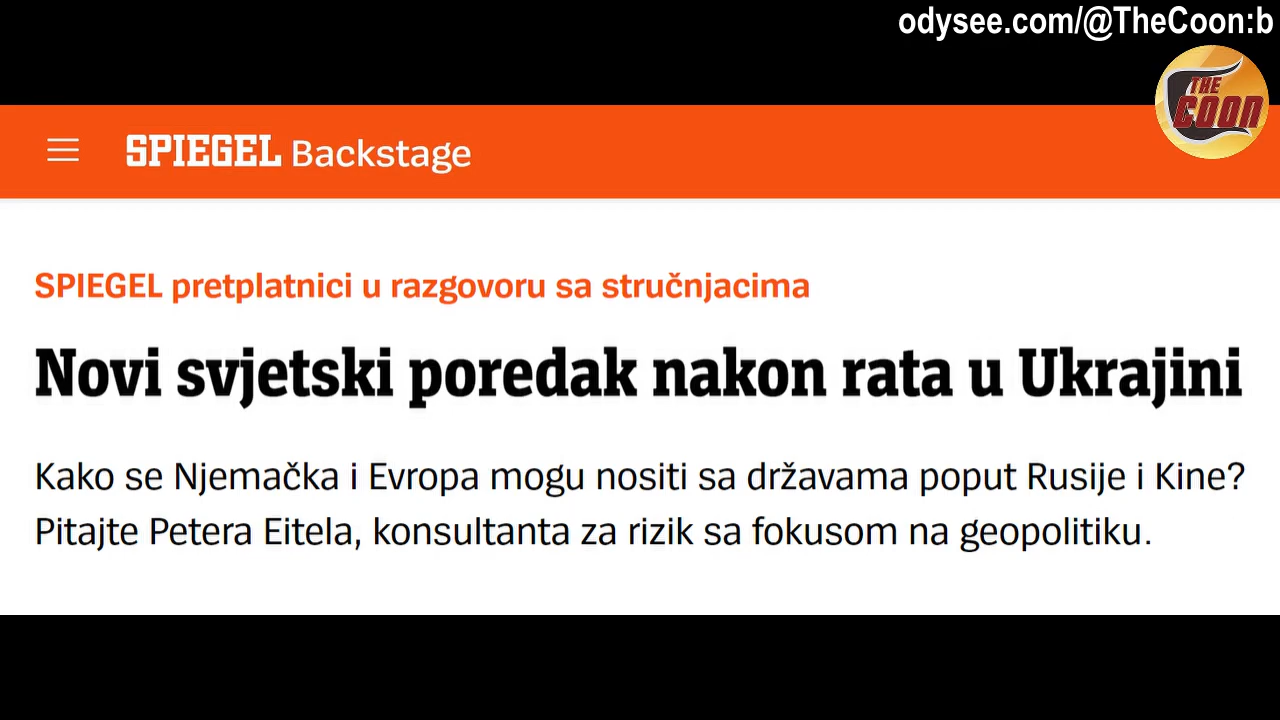 odysee.com/@TheCoon:b
THE
COON
SPIEGEL Backstage
SPIEGEL pretplatnici u razgovoru sa stručnjacima
Novi svjetski poredak nakon rata u Ukrajini
Kako se Njemačka i Evropa mogu nositi sa državama poput Rusije i Kine?
Pitajte Petera Eitela, konsultanta za rizik sa fokusom na geopolitiku.